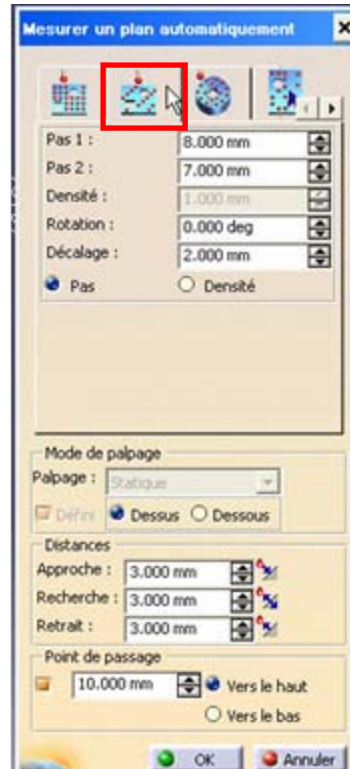 Mesurer un plan automatiquement
Pas 1 : 8.000 mm
Pas 2 : 7.000 mm
Densité : 1.000 mm
Rotation : 0.000 deg
Décalage : 2.000 mm
Pas Densité
Mode de palpage
Palpage : Statique
Défini Dessus Dessous
Distances
Approche : 3.000 mm
Recherche : 3.000 mm
Retrait : 3.000 mm
Point de passage
10.000 mm Vers le haut
Vers le bas
OK Annuler